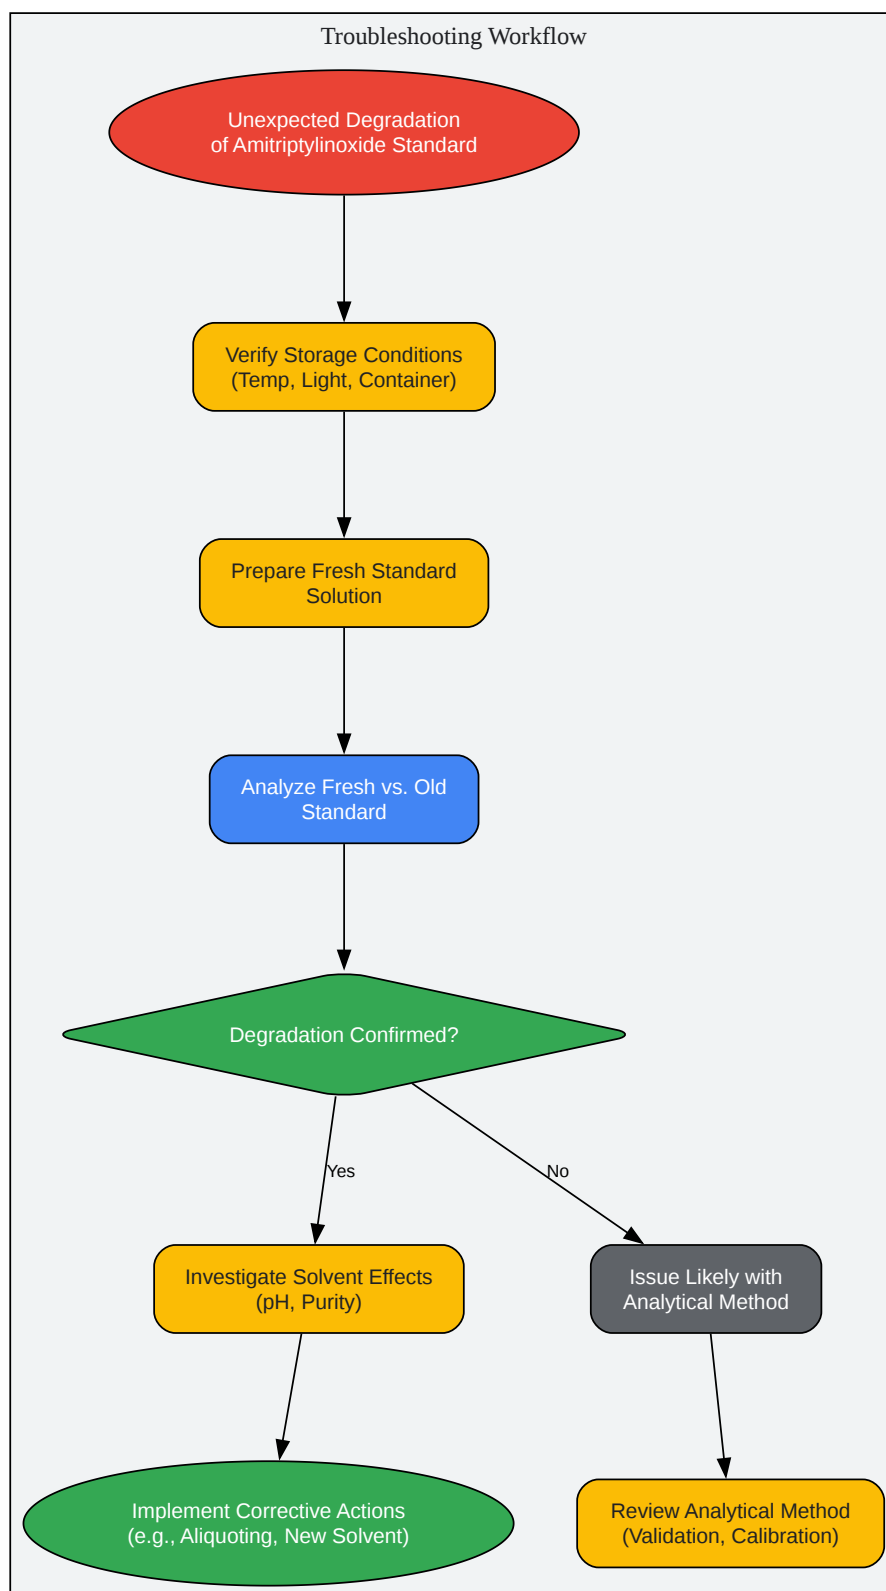 Troubleshooting Workflow
Unexpected Degradation
of Amitriptylinoxide Standard
Verify Storage Conditions
(Temp, Light, Container)
Prepare Fresh Standard
Solution
Analyze Fresh vs. Old
Standard
Degradation Confirmed?
Yes
No
Investigate Solvent Effects
(pH, Purity)
Issue Likely with
Analytical Method
Implement Corrective Actions
(e.g., Aliquoting, New Solvent)
Review Analytical Method
(Validation, Calibration)